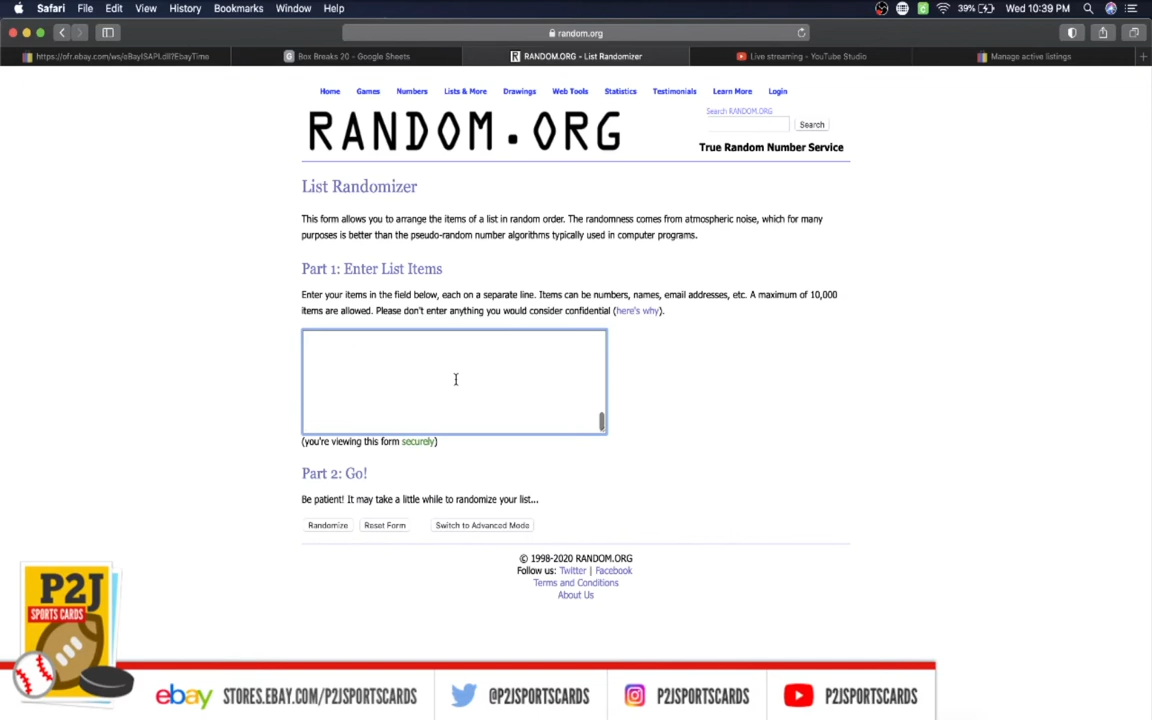 Safari File Edit View History Bookmarks Window Help 39% Wed 10:39 PM
random.org
https://ofr.ebay.com/ws/eBayISAPI.dll?EbayTime Box Breaks 20 - Google Sheets RANDOM.ORG - List Randomizer Live streaming - YouTube Studio Manage active listings
Home Games Numbers Lists & More Drawings Web Tools Statistics Testimonials Learn More Login
Search RANDOM.ORG
RANDOM.ORG
Search
True Random Number Service
List Randomizer
This form allows you to arrange the items of a list in random order. The randomness comes from atmospheric noise, which for many
purposes is better than the pseudo-random number algorithms typically used in computer programs.
Part 1: Enter List Items
Enter your items in the field below, each on a separate line. Items can be numbers, names, email addresses, etc. A maximum of 10,000
items are allowed. Please don't enter anything you would consider confidential (here's why).
(you're viewing this form securely)
Part 2: Go!
Be patient! It may take a little while to randomize your list...
Randomize Reset Form Switch to Advanced Mode
© 1998-2020 RANDOM.ORG
Follow us: Twitter | Facebook
Terms and Conditions
About Us
P2J
SPORTS CARDS
ebay STORES.EBAY.COM/P2JSPORTSCARDS @P2JSPORTSCARDS P2JSPORTSCARDS P2JSPORTSCARDS